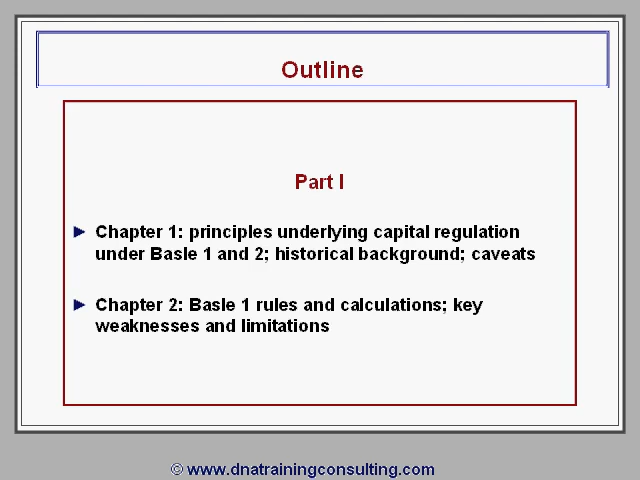 Outline
Part I
Chapter 1: principles underlying capital regulation
under Basle 1 and 2; historical background; caveats
Chapter 2: Basle 1 rules and calculations; key
weaknesses and limitations
© www.dnatrainingconsulting.com